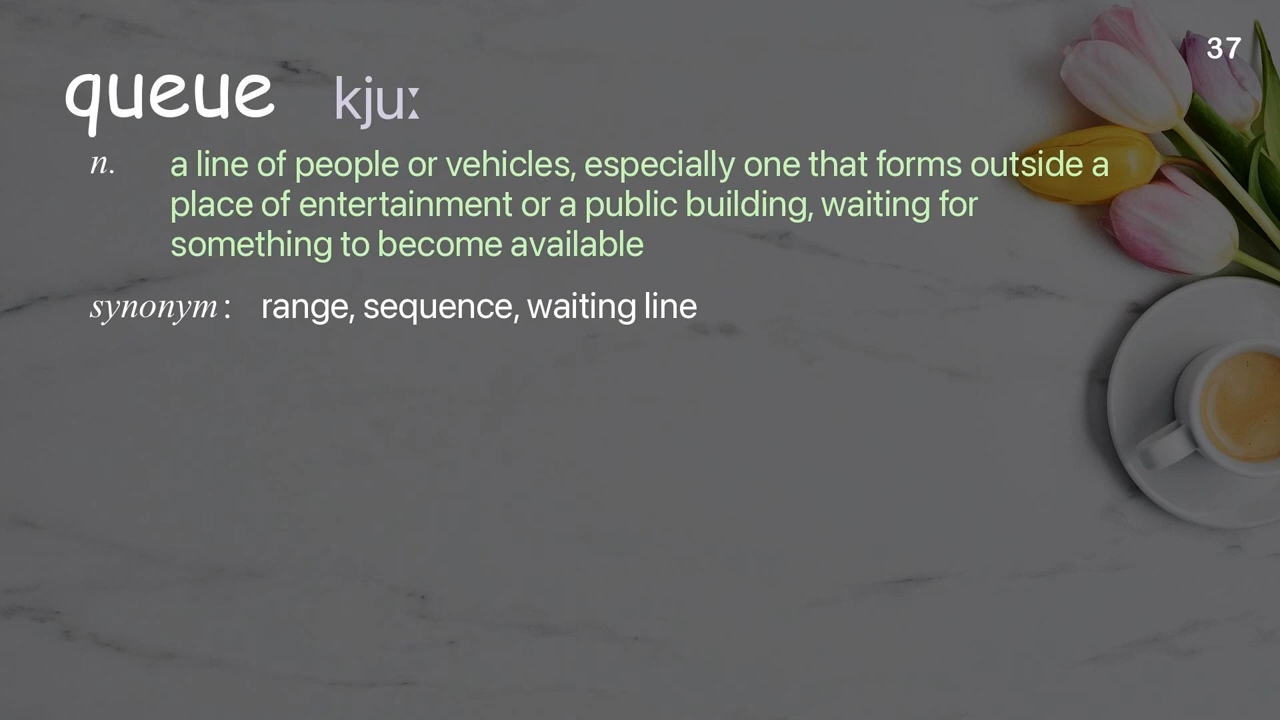 37
queue kjuː
n. a line of people or vehicles, especially one that forms outside a
place of entertainment or a public building, waiting for
something to become available
synonym: range, sequence, waiting line